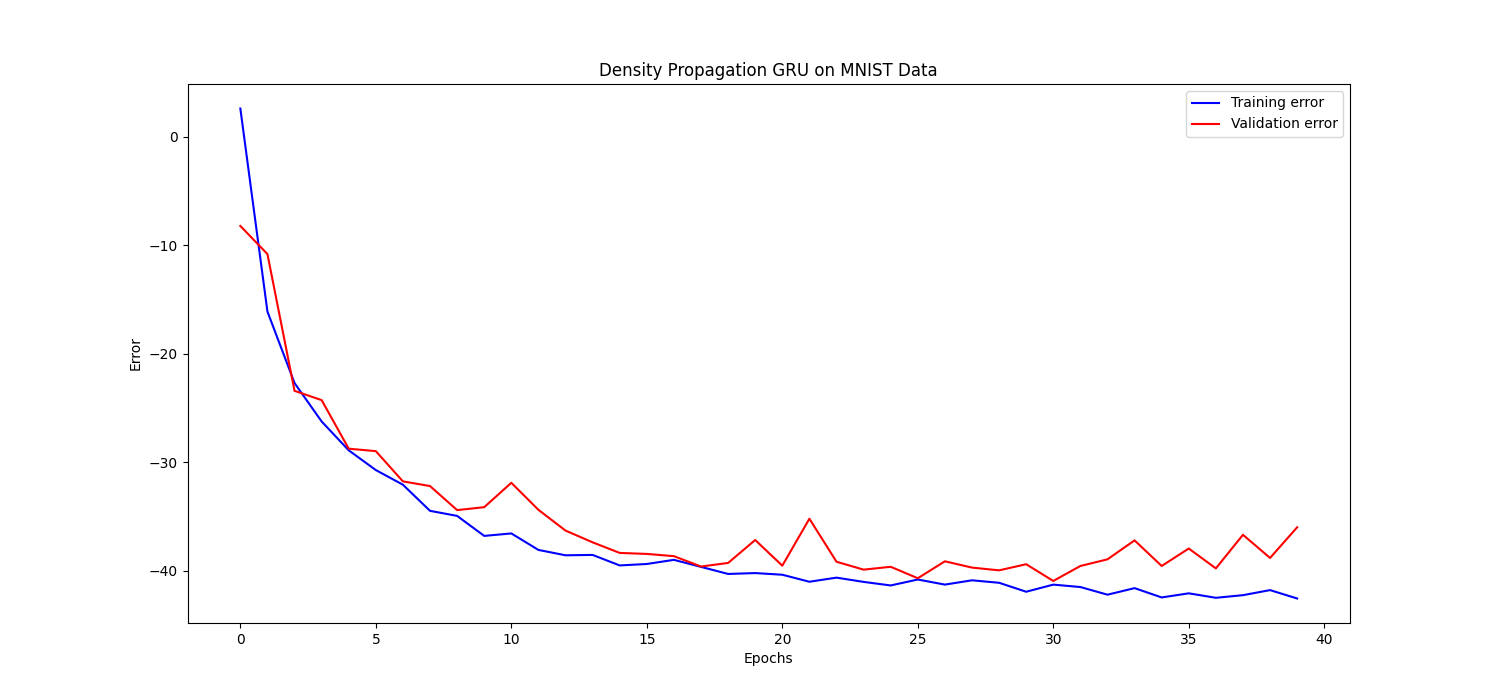 Density Propagation GRU on MNIST Data
Training error
Validation error
Error
0
−10
−20
−30
−40
0 5 10 15 20 25 30 35 40
Epochs